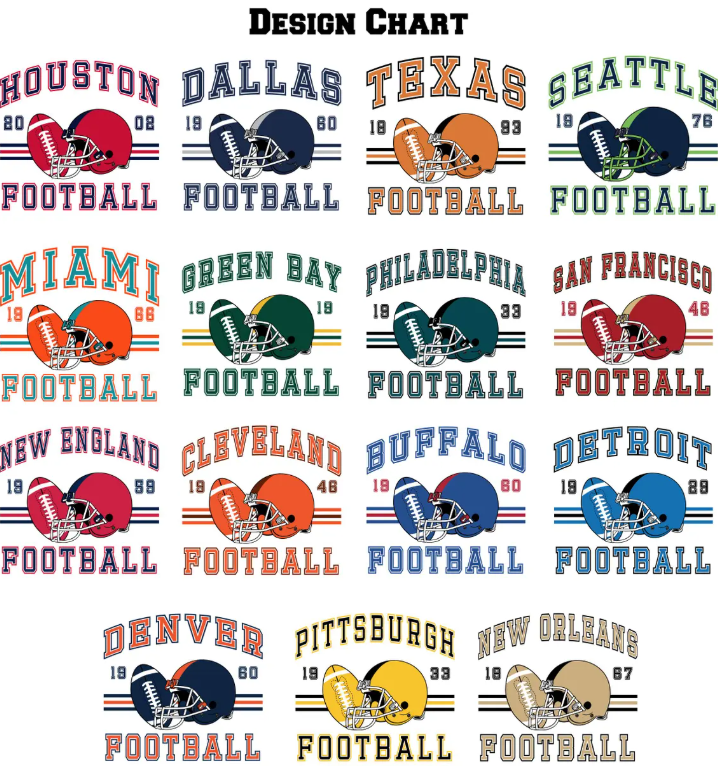 DESIGN CHART
HOUSTON
20 02
FOOTBALL
DALLAS
19 60
FOOTBALL
TEXAS
18 93
FOOTBALL
SEATTLE
19 76
FOOTBALL
MIAMI
19 66
FOOTBALL
GREEN BAY
19 19
FOOTBALL
PHILADELPHIA
19 33
FOOTBALL
SAN FRANCISCO
19 46
FOOTBALL
NEW ENGLAND
19 59
FOOTBALL
CLEVELAND
19 46
FOOTBALL
BUFFALO
19 60
FOOTBALL
DETROIT
19 29
FOOTBALL
DENVER
19 60
FOOTBALL
PITTSBURGH
19 33
FOOTBALL
NEW ORLEANS
19 67
FOOTBALL